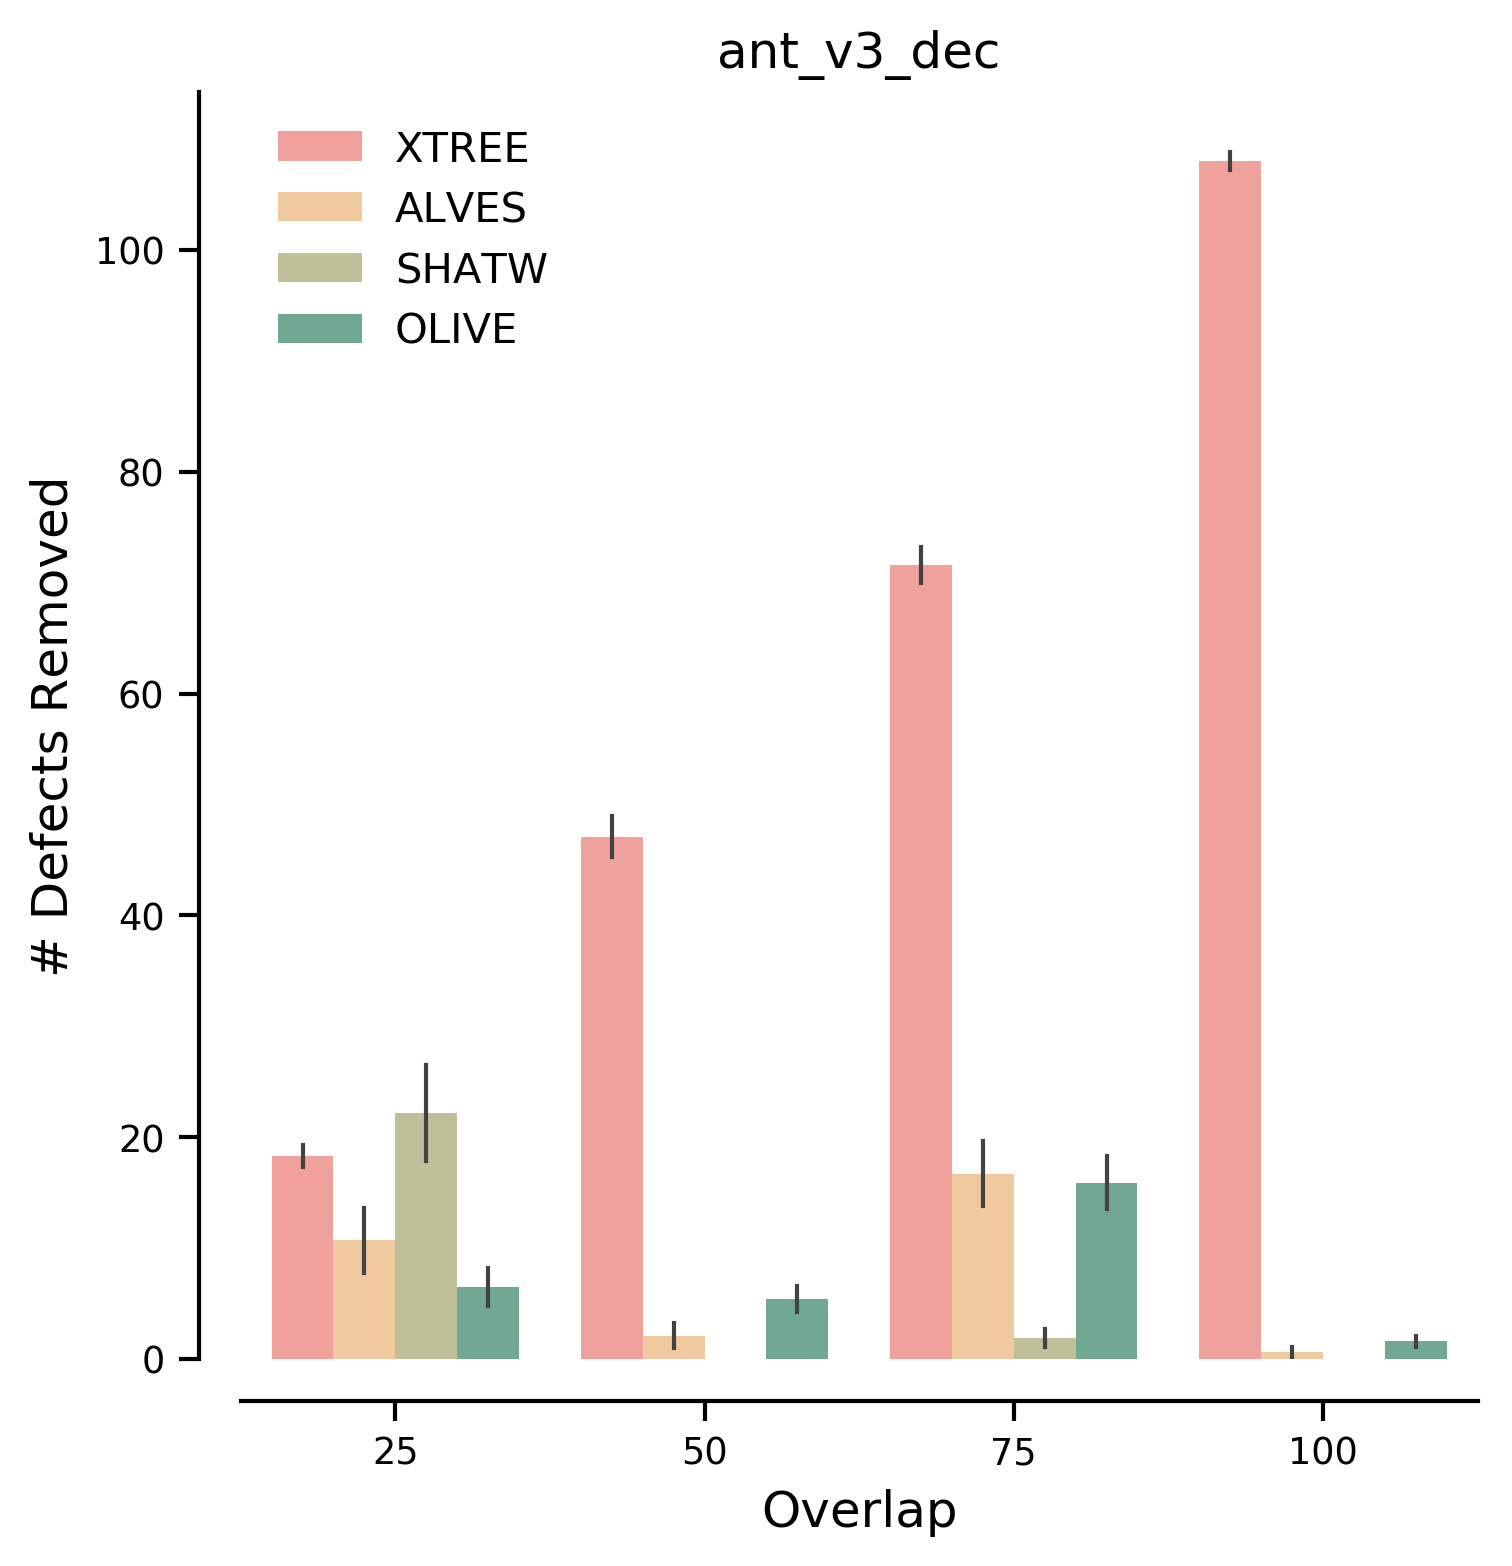 ant_v3_dec
XTREE
ALVES
SHATW
OLIVE
# Defects Removed
100
80
60
40
20
0
25 50 75 100
Overlap